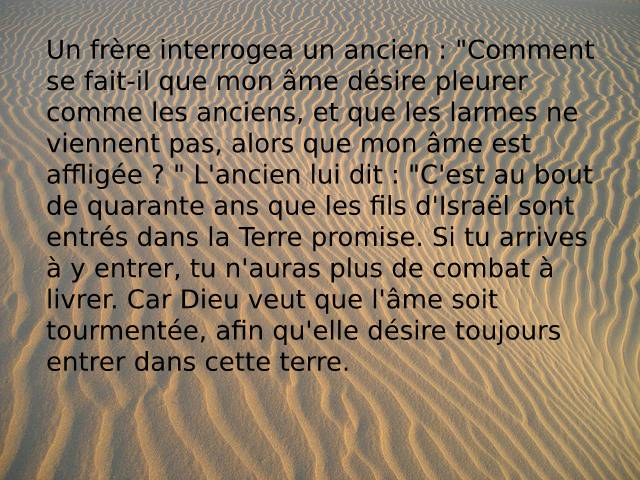 Un frère interrogea un ancien : "Comment
se fait-il que mon âme désire pleurer
comme les anciens, et que les larmes ne
viennent pas, alors que mon âme est
affligée ? " L'ancien lui dit : "C'est au bout
de quarante ans que les fils d'Israël sont
entrés dans la Terre promise. Si tu arrives
à y entrer, tu n'auras plus de combat à
livrer. Car Dieu veut que l'âme soit
tourmentée, afin qu'elle désire toujours
entrer dans cette terre.